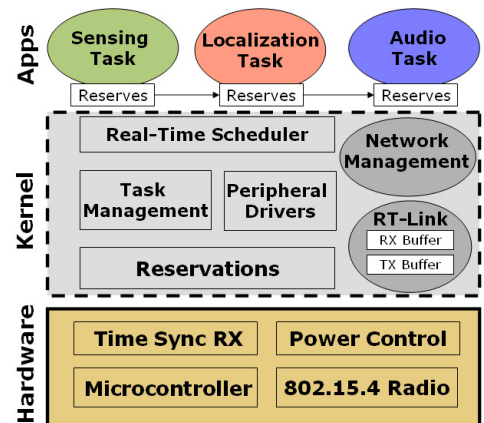 Apps
Sensing
Task
Localization
Task
Audio
Task
Reserves
Reserves
Reserves
Kernel
Real-Time Scheduler
Network
Management
Task
Management
Peripheral
Drivers
RT-Link
RX Buffer
TX Buffer
Reservations
Hardware
Time Sync RX
Power Control
Microcontroller
802.15.4 Radio